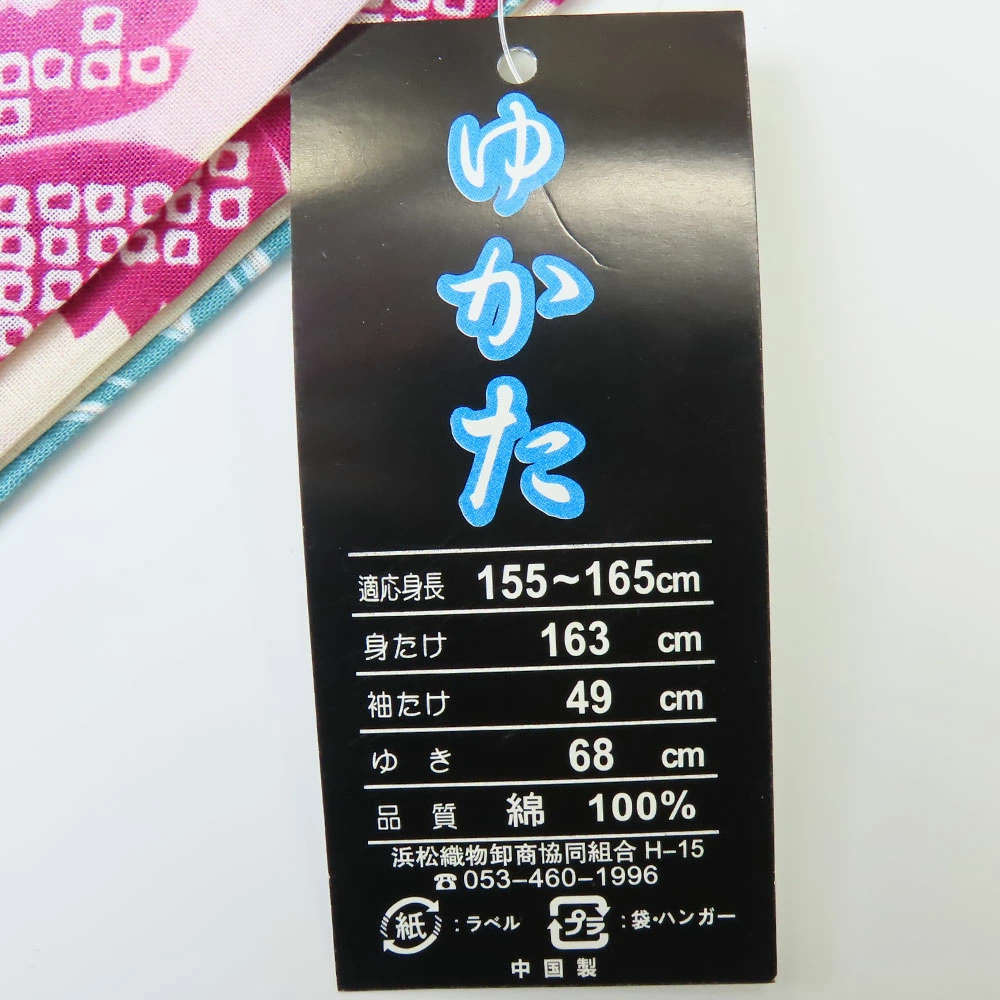 ゆかた
適応身長 155~165cm
身たけ 163 cm
袖たけ 49 cm
ゆき 68 cm
品質 綿 100%
浜松織物卸商協同組合 H-15
☎053-460-1996
紙:ラベル プラ:袋・ハンガー
中国製